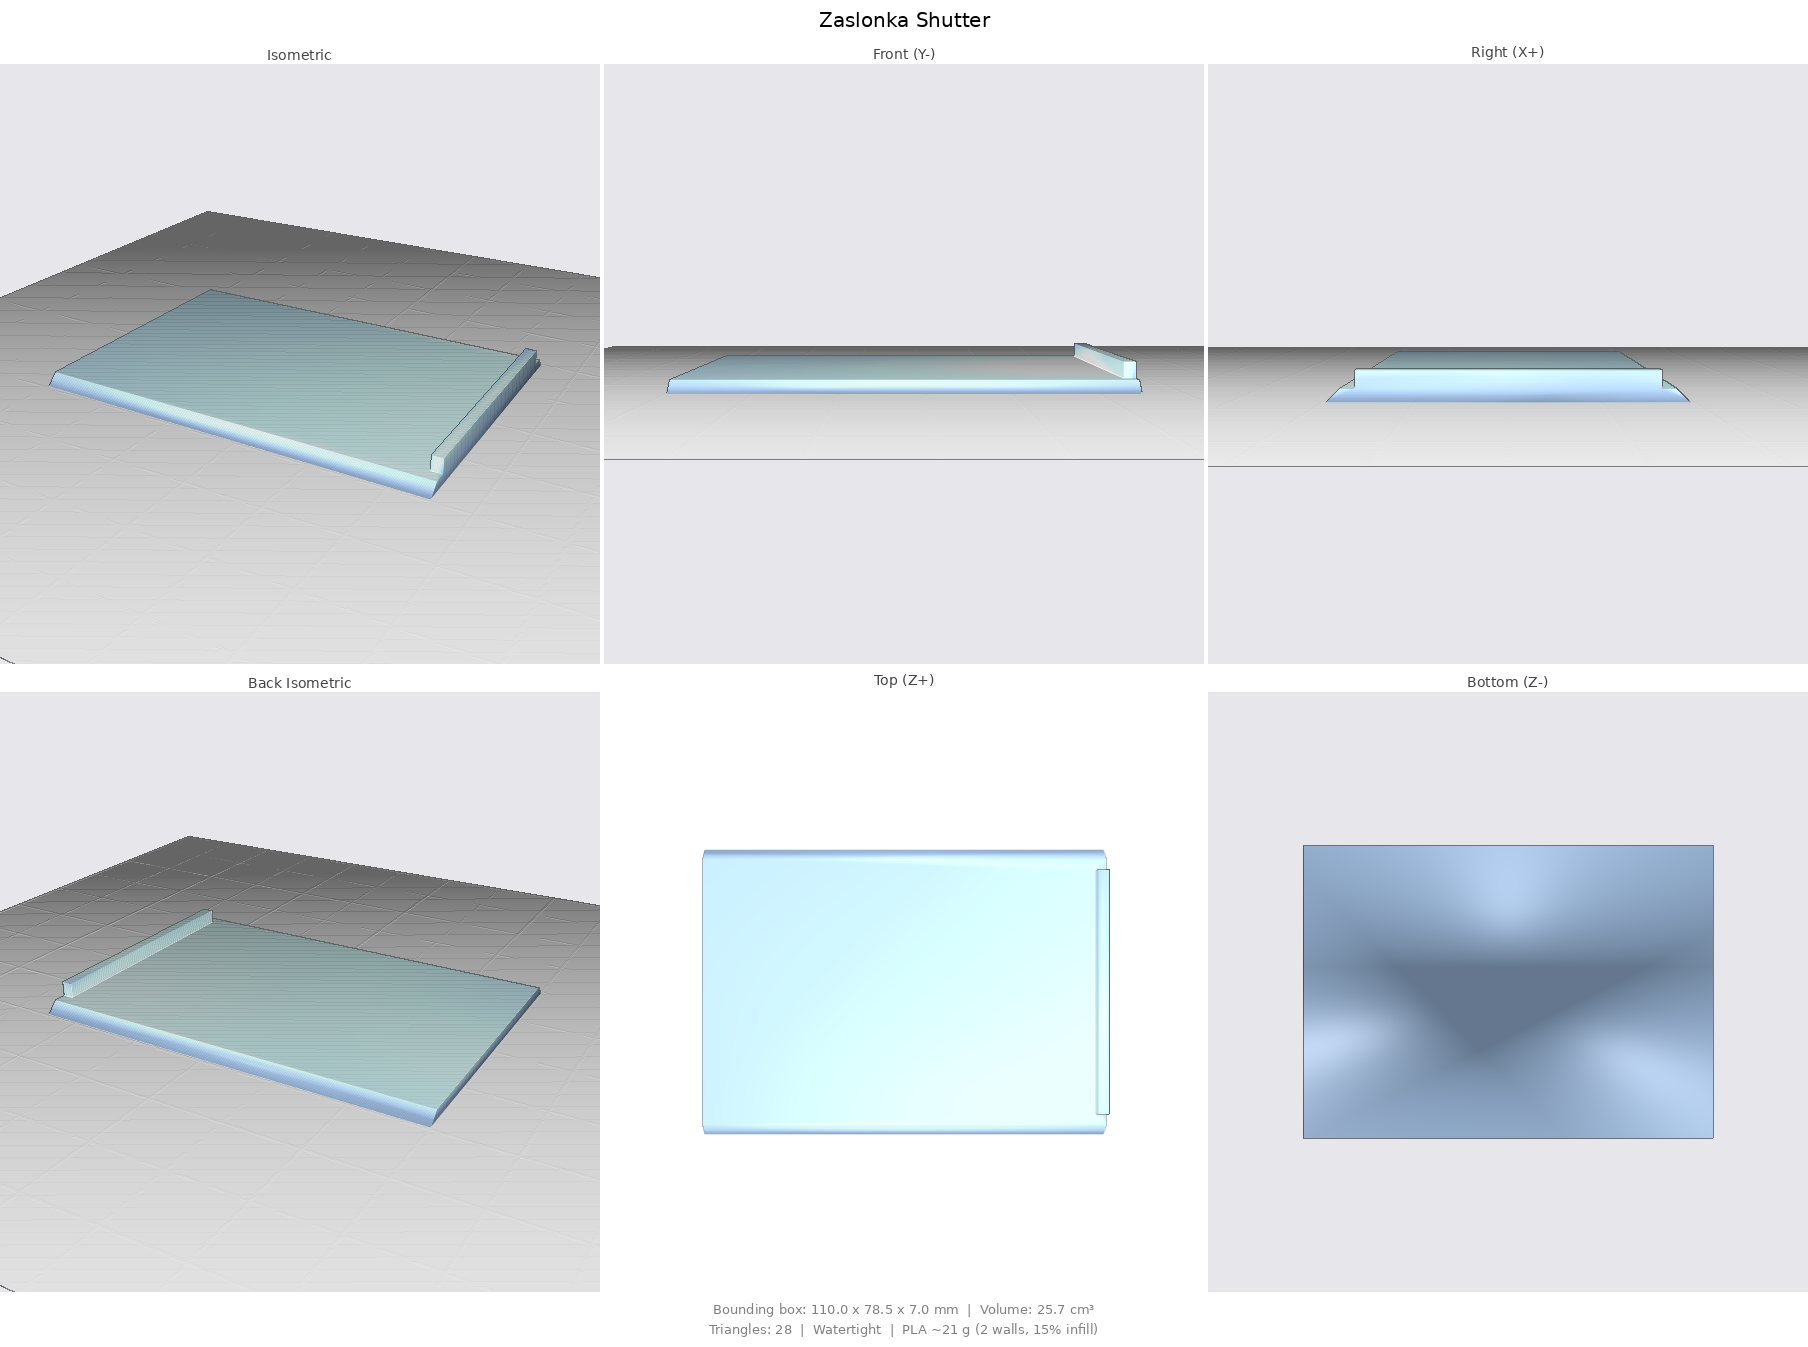 Zaslonka Shutter
Isometric
Front (Y-)
Right (X+)
Back Isometric
Top (Z+)
Bottom (Z-)
Bounding box: 110.0 x 78.5 x 7.0 mm | Volume: 25.7 cm³
Triangles: 28 | Watertight | PLA ~21 g (2 walls, 15% infill)